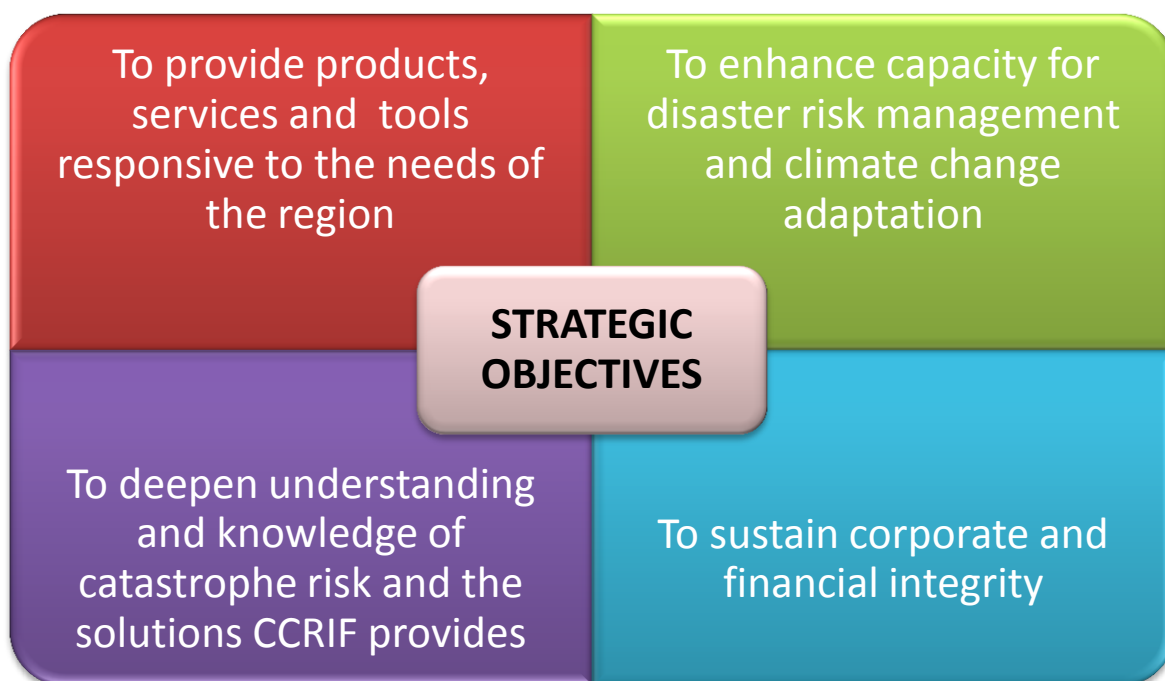 To provide products,
services and tools
responsive to the needs of
the region
To enhance capacity for
disaster risk management
and climate change
adaptation
STRATEGIC
OBJECTIVES
To deepen understanding
and knowledge of
catastrophe risk and the
solutions CCRIF provides
To sustain corporate and
financial integrity